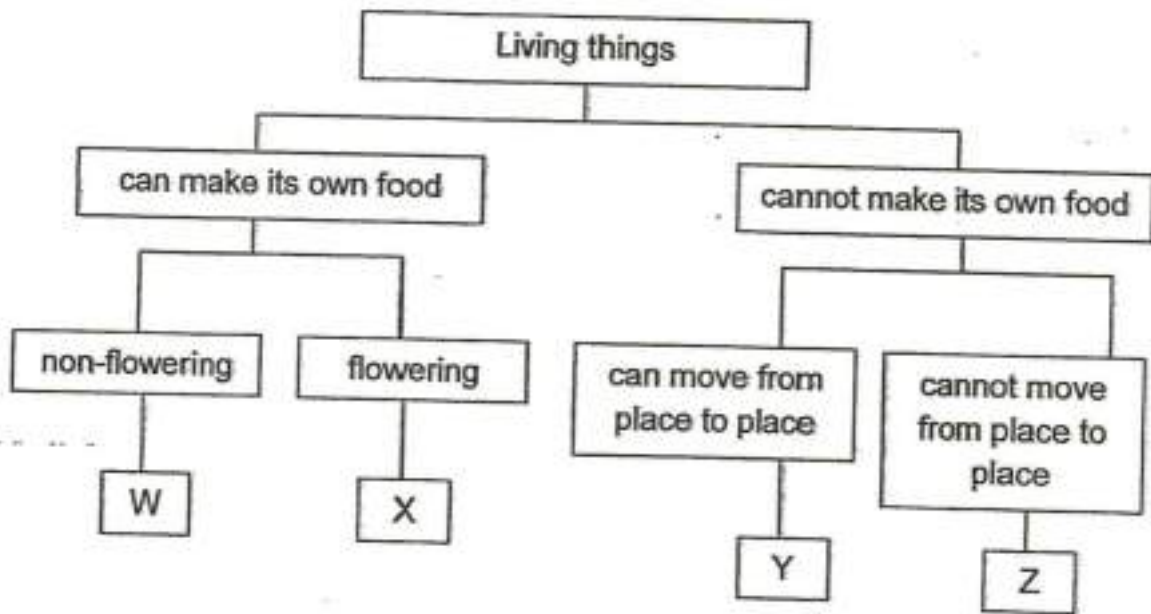 Living things
can make its own food
cannot make its own food
non-flowering
flowering
can move from
place to place
cannot move
from place to
place
W
X
Y
Z